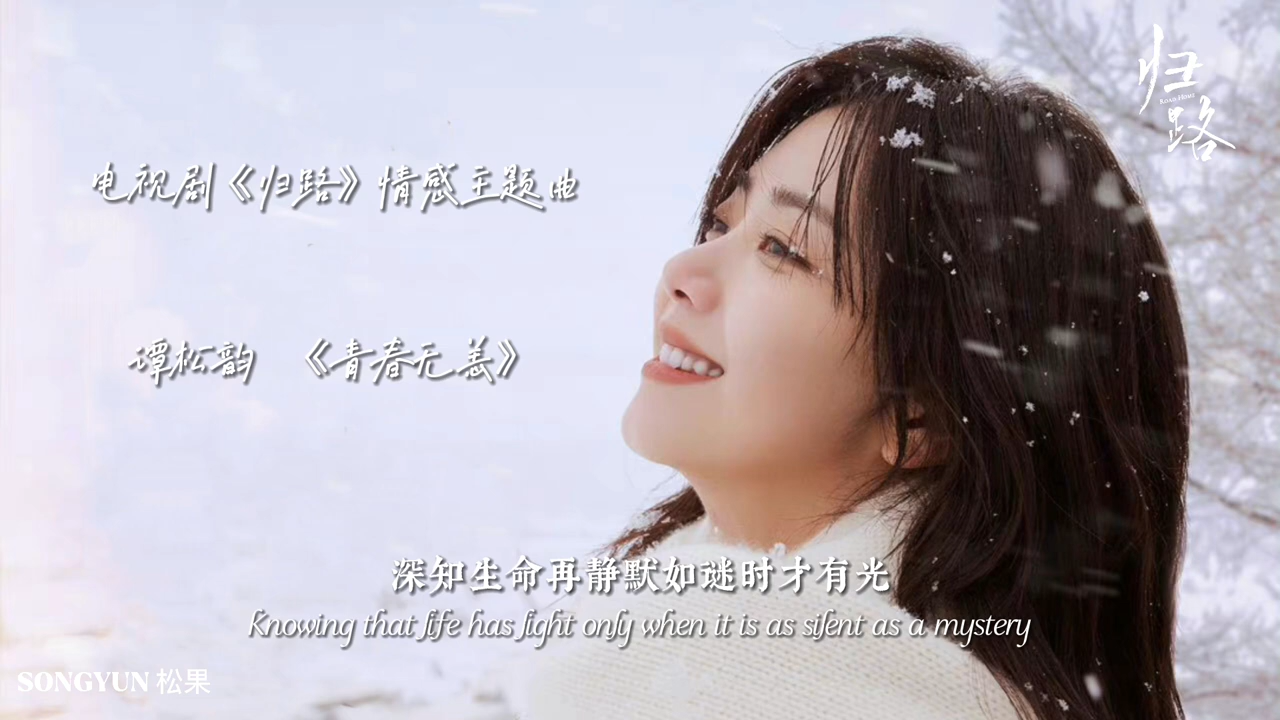 归路
ROAD HOME
电视剧《归路》情感主题曲
谭松韵 《青春无恙》
深知生命再静默如谜时才有光
Knowing that life has light only when it is as silent as a mystery
SONGYUN 松果